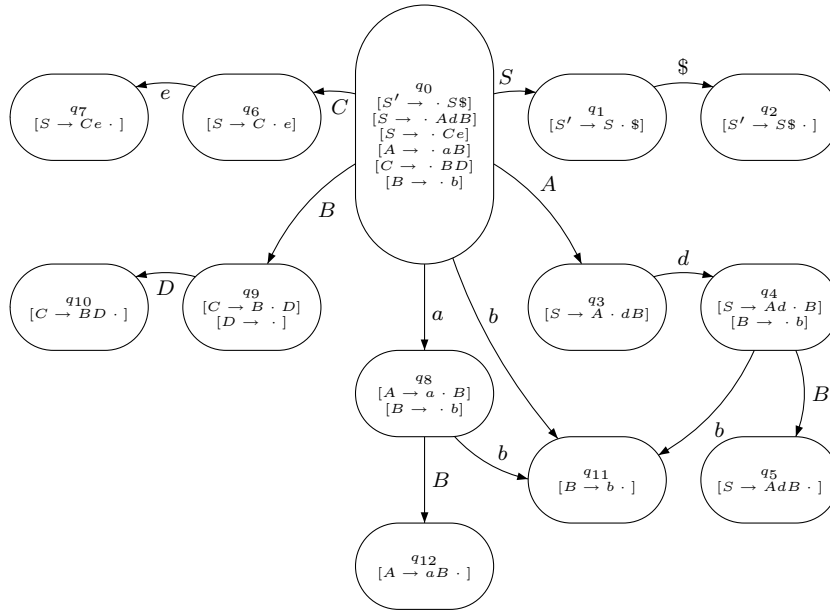 q0
[S′ → · S$]
[S → · AdB]
[S → · Ce]
[A → · aB]
[C → · BD]
[B → · b]
S
$
e
C
q7
[S → Ce · ]
q6
[S → C · e]
q1
[S′ → S · $]
q2
[S′ → S$ · ]
B
A
D
d
q10
[C → BD · ]
q9
[C → B · D]
[D → · ]
q3
[S → A · dB]
q4
[S → Ad · B]
[B → · b]
a
b
q8
[A → a · B]
[B → · b]
B
b
b
B
q11
[B → b · ]
q5
[S → AdB · ]
q12
[A → aB · ]